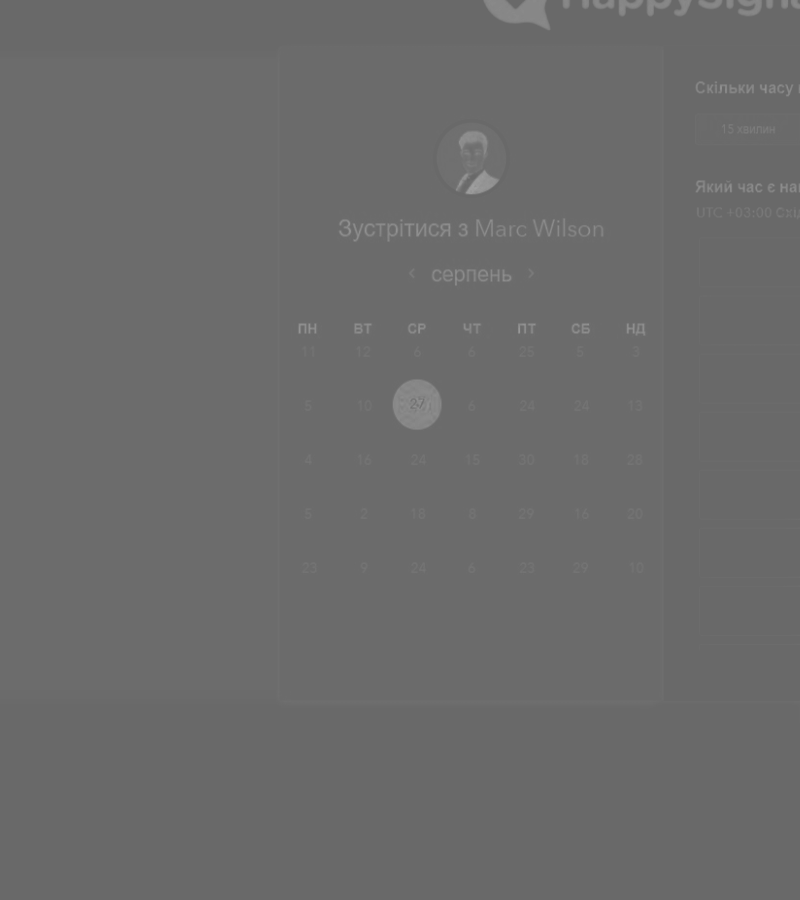 HappySigna
Зустрітися з Marc Wilson
серпень
ПН ВТ СР ЧТ ПТ СБ НД
11 12 6 6 25 5 3
5 10 27 6 24 24 13
4 16 24 15 30 18 28
5 2 18 8 29 16 20
23 9 24 6 23 29 10
Скільки часу
15 хвилин
Який час є на
UTC +03:00 Схі